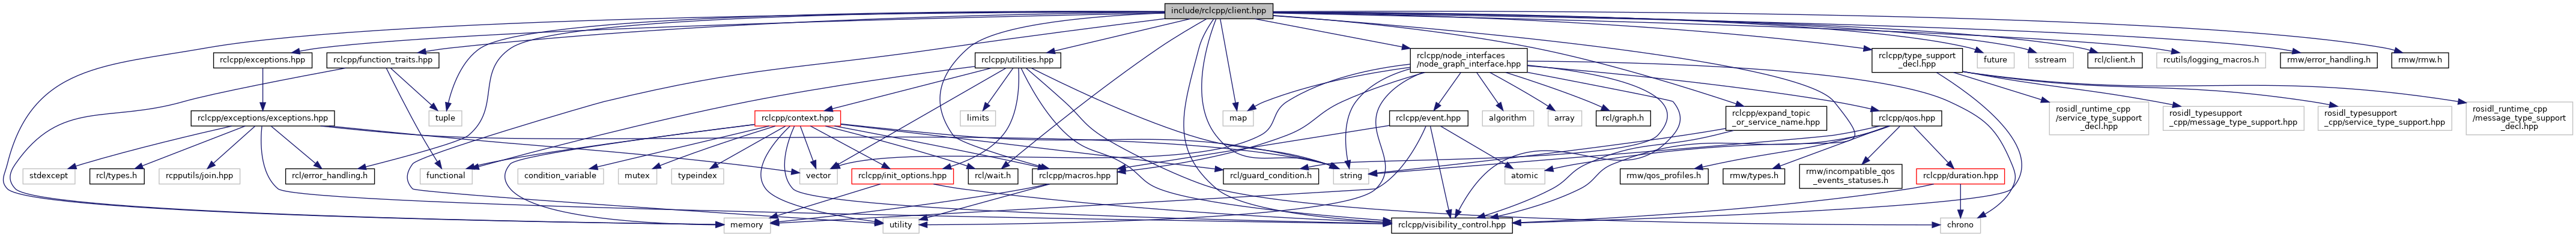 include/rclcpp/client.hpp
rclcpp/exceptions.hpp
rclcpp/function_traits.hpp
rclcpp/utilities.hpp
rclcpp/node_interfaces
/node_graph_interface.hpp
rclcpp/type_support
_decl.hpp
future
sstream
rcl/client.h
rcutils/logging_macros.h
rmw/error_handling.h
rmw/rmw.h
rclcpp/exceptions/exceptions.hpp
tuple
rclcpp/context.hpp
limits
map
rclcpp/event.hpp
algorithm
array
rcl/graph.h
rclcpp/expand_topic
_or_service_name.hpp
rclcpp/qos.hpp
rosidl_runtime_cpp
/service_type_support
_decl.hpp
rosidl_typesupport
_cpp/message_type_support.hpp
rosidl_typesupport
_cpp/service_type_support.hpp
rosidl_runtime_cpp
/message_type_support
_decl.hpp
stdexcept
rcl/types.h
rcpputils/join.hpp
rcl/error_handling.h
functional
condition_variable
mutex
typeindex
vector
rclcpp/init_options.hpp
rcl/wait.h
rclcpp/macros.hpp
rcl/guard_condition.h
string
atomic
rmw/qos_profiles.h
rmw/types.h
rmw/incompatible_qos
_events_statuses.h
rclcpp/duration.hpp
memory
utility
rclcpp/visibility_control.hpp
chrono